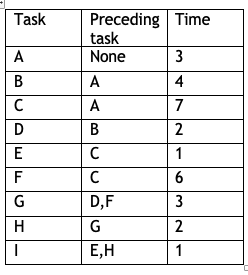 Task Preceding task Time
A None 3
B A 4
C A 7
D B 2
E C 1
F C 6
G D,F 3
H G 2
I E,H 1